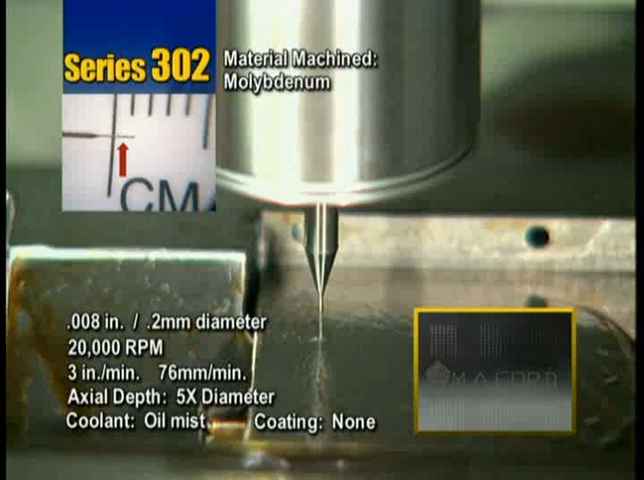 Series 302
Material Machined:
Molybdenum
CM
.008 in. / .2mm diameter
20,000 RPM
3 in./min. 76mm/min.
Axial Depth: 5X Diameter
Coolant: Oil mist Coating: None
M.A. FORD